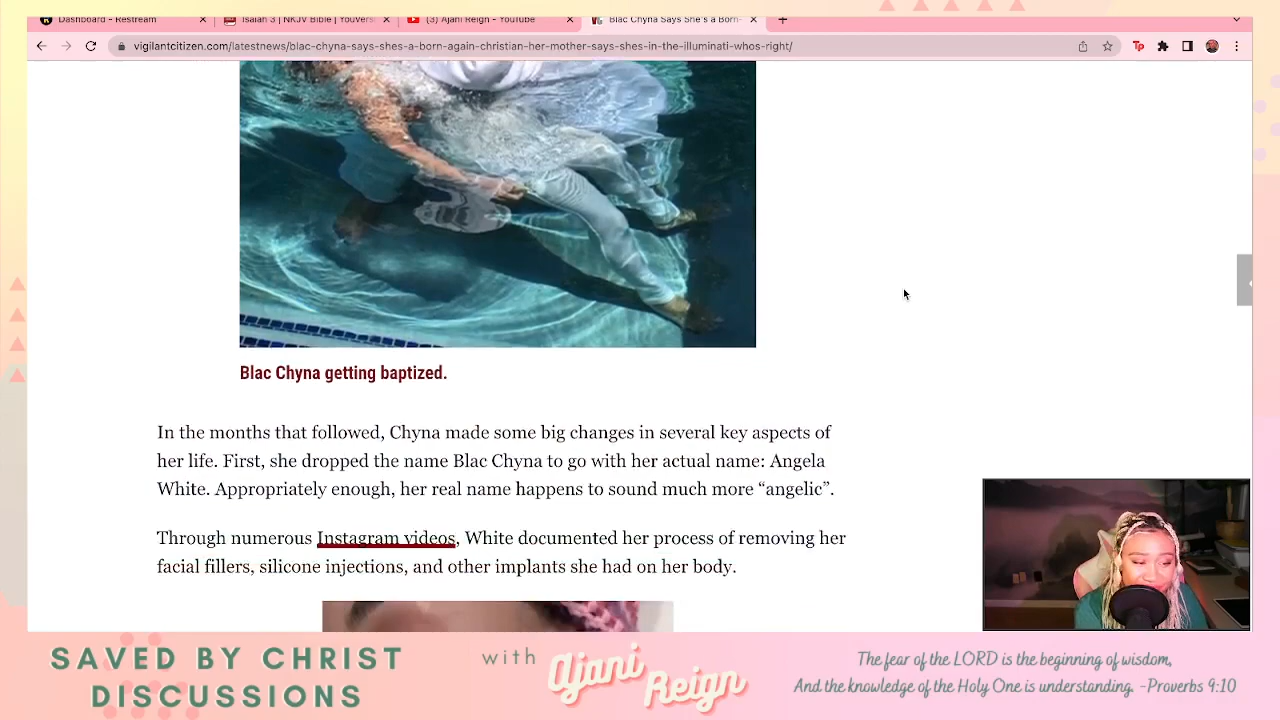 Dashboard - Restream
Isaiah 3 | NKJV Bible | YouVers
(3) Ajani Reign - YouTube
Blac Chyna Says She's a Born-
vigilantcitizen.com/latestnews/blac-chyna-says-shes-a-born-again-christian-her-mother-says-shes-in-the-illuminati-whos-right/
Tp
Blac Chyna getting baptized.
In the months that followed, Chyna made some big changes in several key aspects of
her life. First, she dropped the name Blac Chyna to go with her actual name: Angela
White. Appropriately enough, her real name happens to sound much more “angelic”.
Through numerous Instagram videos, White documented her process of removing her
facial fillers, silicone injections, and other implants she had on her body.
SAVED BY CHRIST
DISCUSSIONS
with Ajani
Reign
The fear of the LORD is the beginning of wisdom,
And the knowledge of the Holy One is understanding. -Proverbs 9:10